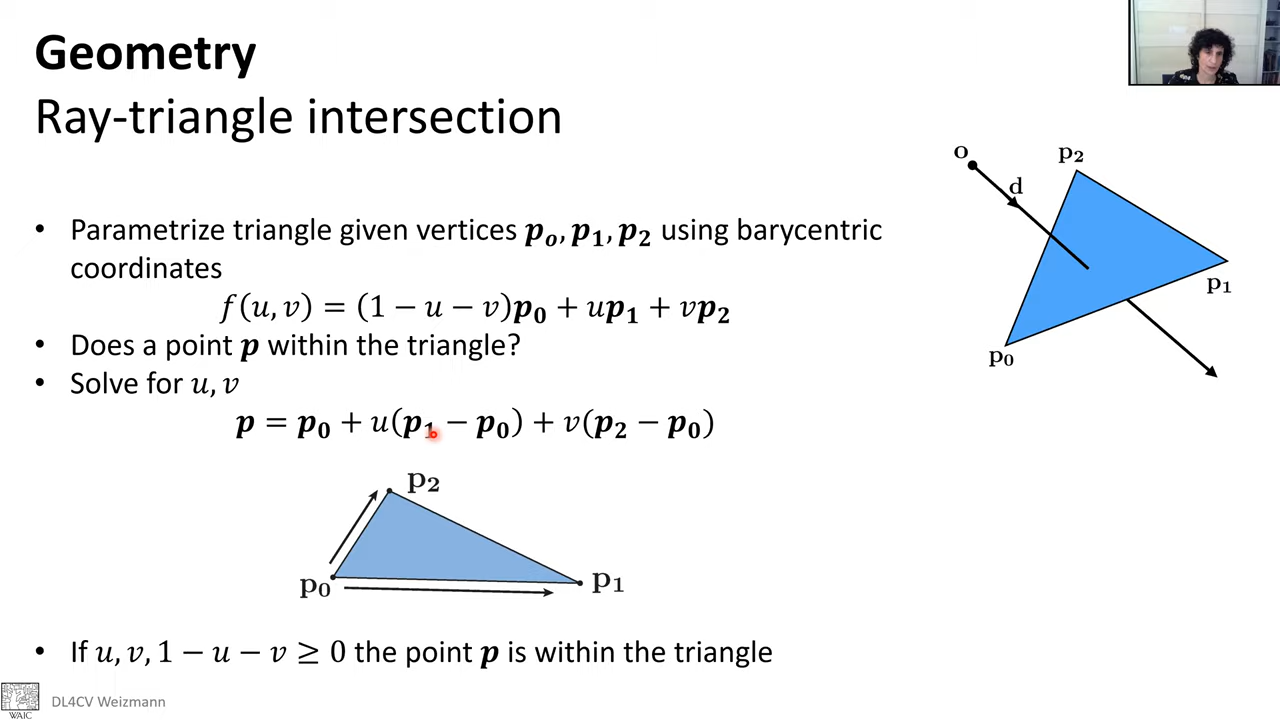 Geometry
Ray-triangle intersection
• Parametrize triangle given vertices pₒ, p₁, p₂ using barycentric
coordinates
f(u, v) = (1 − u − v)p₀ + up₁ + vp₂
• Does a point p within the triangle?
• Solve for u, v
p = p₀ + u(p₁ − p₀) + v(p₂ − p₀)
p₂
p₀
p₁
• If u, v, 1 − u − v ≥ 0 the point p is within the triangle
o
d
p₂
p₁
p₀
WAIC
DL4CV Weizmann